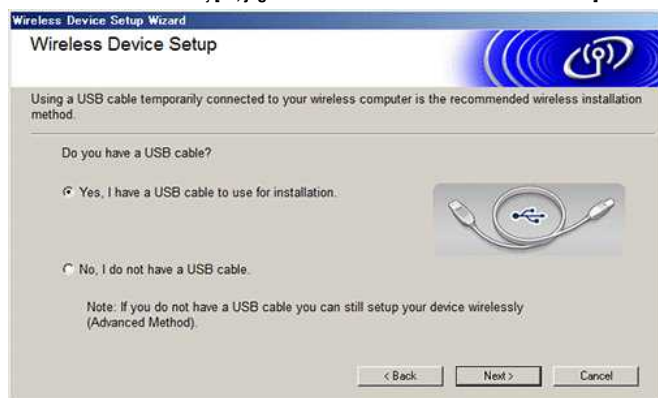 Wireless Device Setup Wizard
Wireless Device Setup
Using a USB cable temporarily connected to your wireless computer is the recommended wireless installation
method.
Do you have a USB cable?
Yes, I have a USB cable to use for installation.
No, I do not have a USB cable.
Note: If you do not have a USB cable you can still setup your device wirelessly
(Advanced Method).
< Back
Next >
Cancel